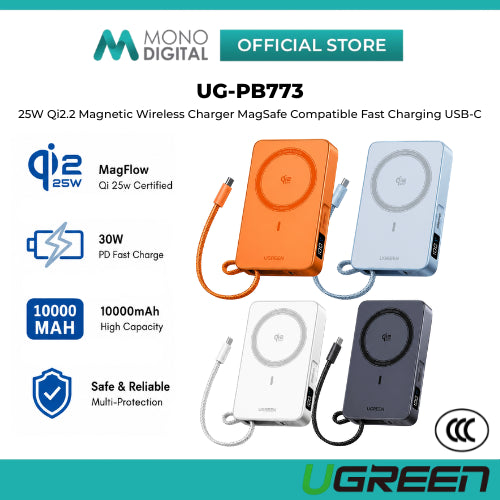 MONO
DIGITAL
OFFICIAL STORE
UG-PB773
25W Qi2.2 Magnetic Wireless Charger MagSafe Compatible Fast Charging USB-C
qi2
25W
MagFlow
Qi 25w Certified
30W
PD Fast Charge
10000
MAH
10000mAh
High Capacity
Safe & Reliable
Multi-Protection
UGREEN
UGREEN
UGREEN
UGREEN
CCC
UGREEN